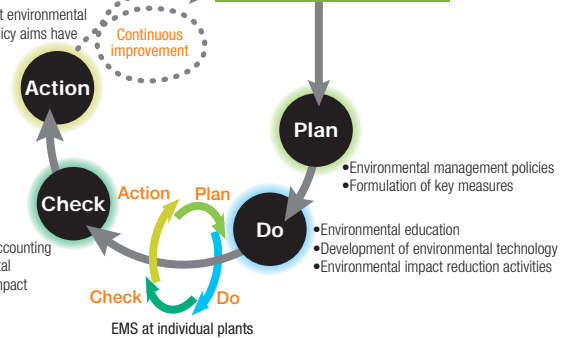 t environmental
icy aims have
Continuous
improvement
Action
Plan
•Environmental management policies
•Formulation of key measures
Check
Action
Plan
Do
•Environmental education
•Development of environmental technology
•Environmental impact reduction activities
ccounting
tal
mpact
Check
Do
EMS at individual plants